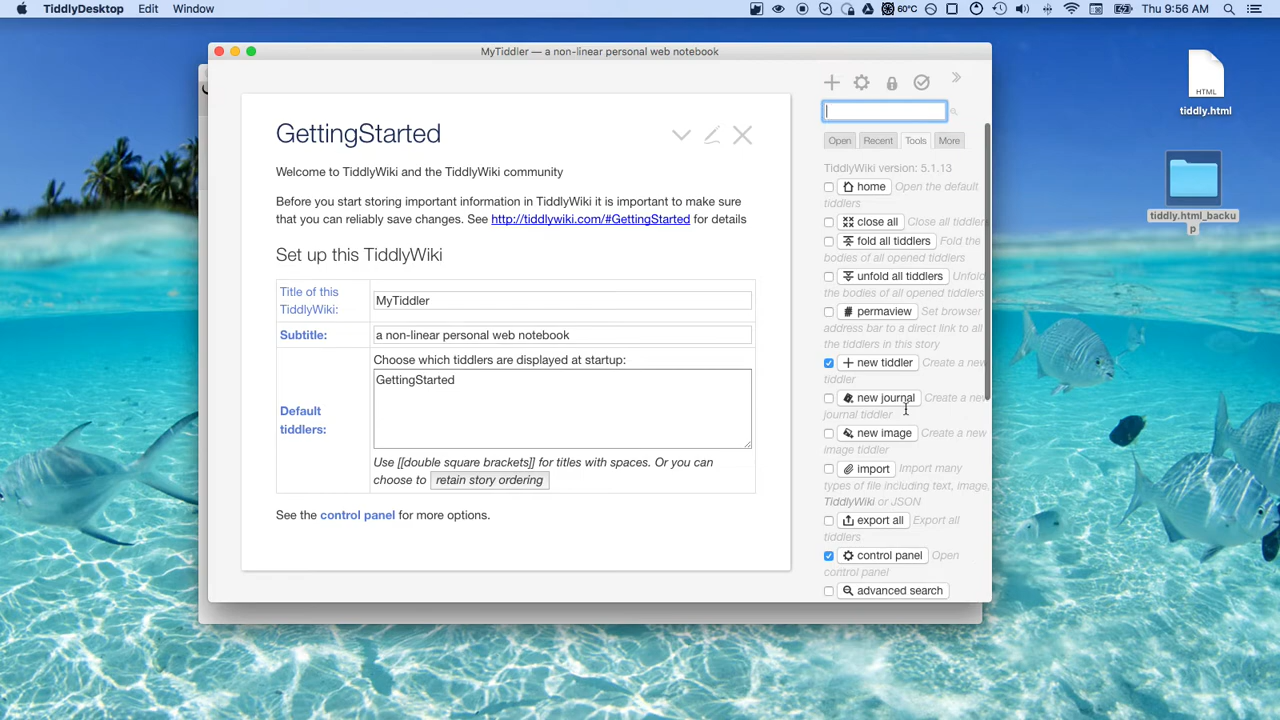 TiddlyDesktop Edit Window 60°C Thu 9:56 AM
MyTiddler — a non-linear personal web notebook
HTML
tiddly.html
tiddly.html_backu
p
GettingStarted
Welcome to TiddlyWiki and the TiddlyWiki community
Before you start storing important information in TiddlyWiki it is important to make
sure that you can reliably save changes. See http://tiddlywiki.com/#GettingStarted for details
Set up this TiddlyWiki
Title of this
TiddlyWiki:
MyTiddler
Subtitle:
a non-linear personal web notebook
Default
tiddlers:
Choose which tiddlers are displayed at startup:
GettingStarted
Use [[double square brackets]] for titles with spaces. Or you can
choose to retain story ordering
See the control panel for more options.
Open Recent Tools More
TiddlyWiki version: 5.1.13
home Open the default
tiddlers
close all Close all tiddlers
fold all tiddlers Fold the
bodies of all opened tiddlers
unfold all tiddlers Unfold
the bodies of all opened tiddlers
permaview Set browser
address bar to a direct link to all
the tiddlers in this story
new tiddler Create a new
tiddler
new journal Create a new
journal tiddler
new image Create a new
image tiddler
import Import many
types of file including text, image,
TiddlyWiki or JSON
export all Export all
tiddlers
control panel Open
control panel
advanced search